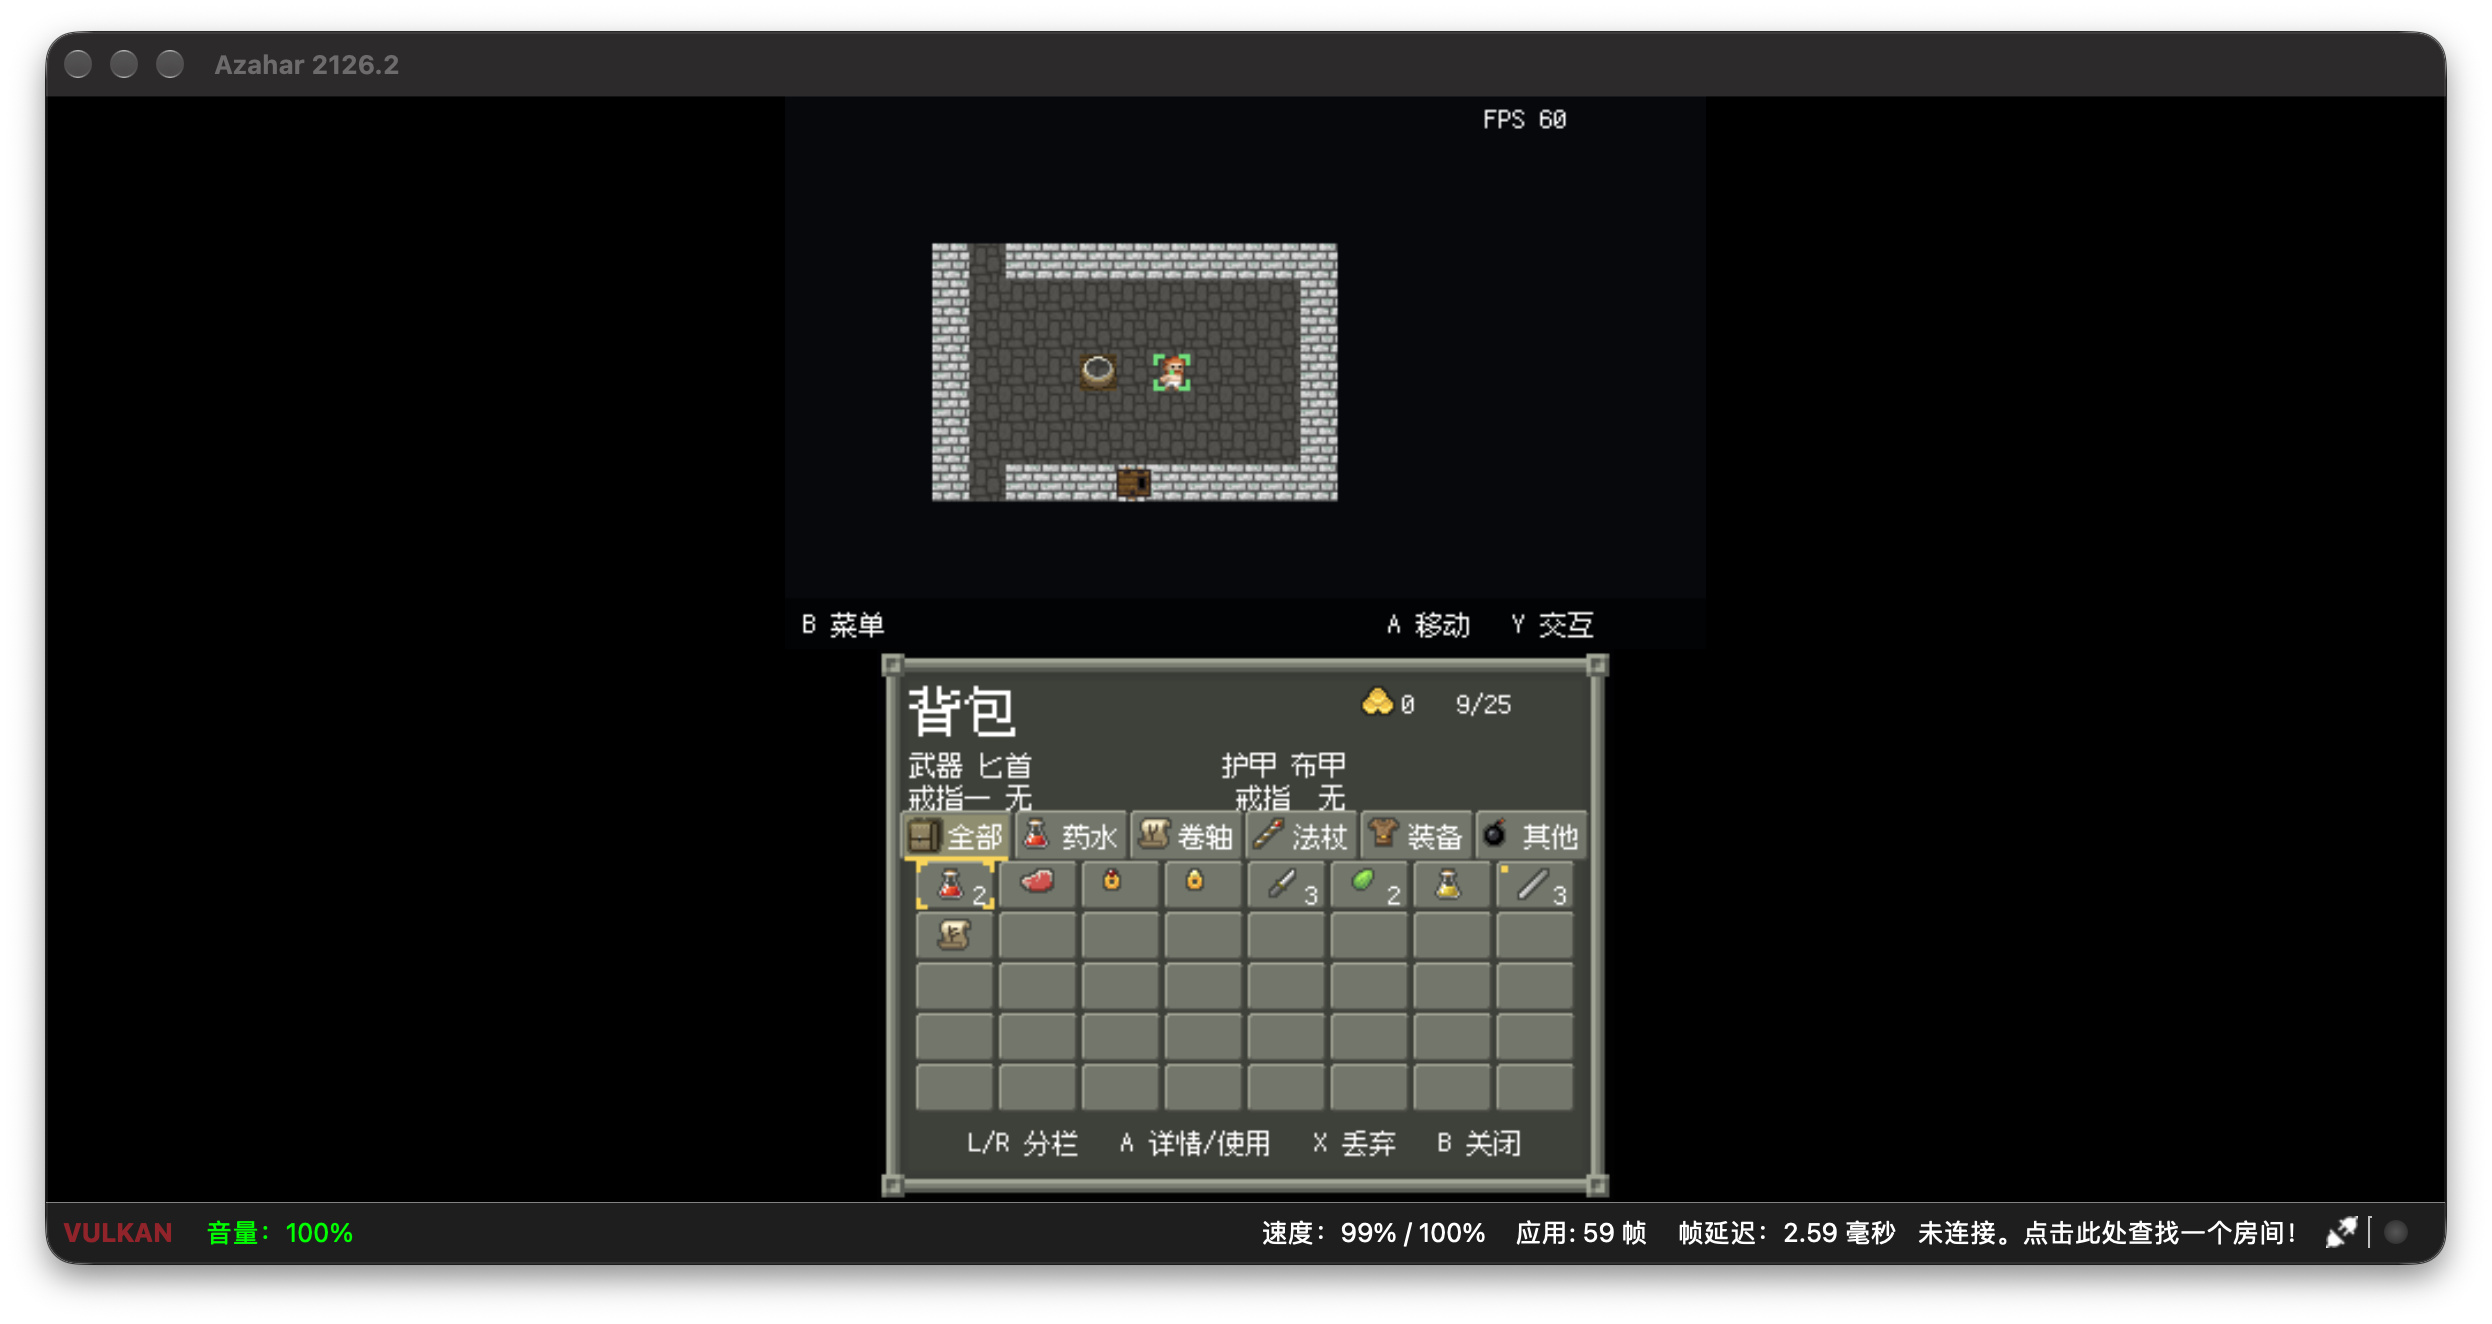 Azahar 2126.2
FPS 60
B 菜单
A 移动
Y 交互
背包
0
9/25
武器 匕首
护甲 布甲
戒指一 无
戒指 无
全部
药水
卷轴
法杖
装备
其他
2
3
2
3
L/R 分栏
A 详情/使用
X 丢弃
B 关闭
VULKAN
音量：100%
速度：99% / 100%
应用: 59 帧
帧延迟：2.59 毫秒
未连接。点击此处查找一个房间！